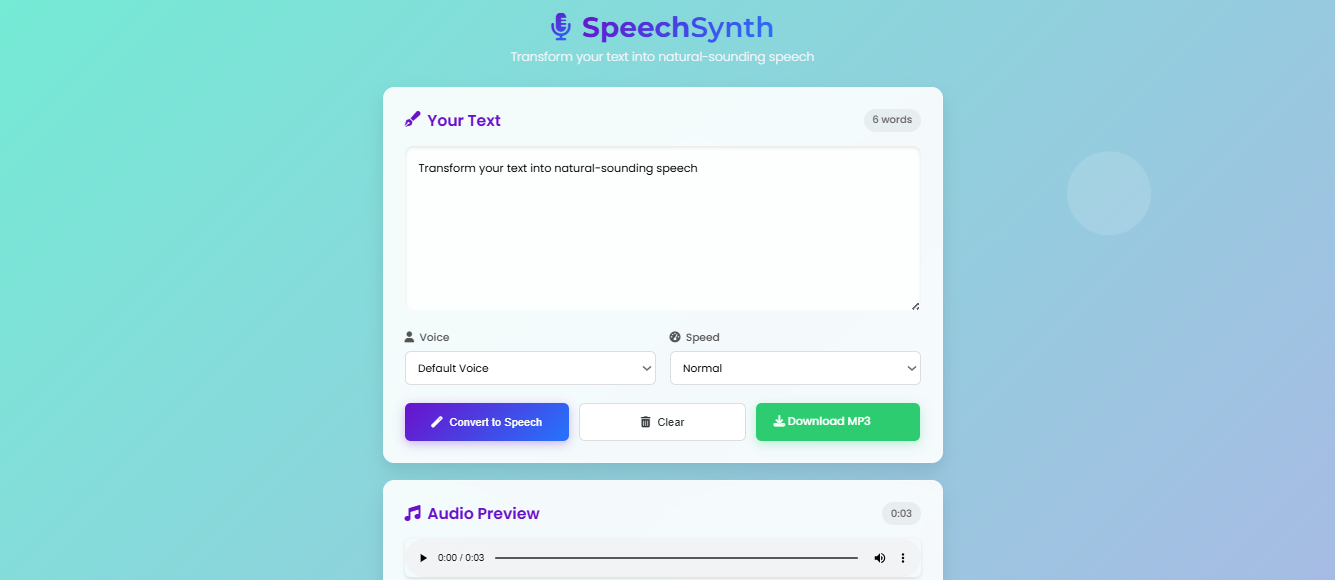 SpeechSynth
Transform your text into natural-sounding speech
Your Text
6 words
Transform your text into natural-sounding speech
Voice
Speed
Default Voice
Normal
Convert to Speech
Clear
Download MP3
Audio Preview
0:03
0:00 / 0:03